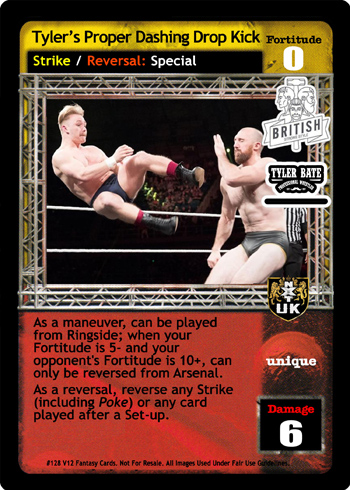 Tyler's Proper Dashing Drop Kick
Fortitude
0
Strike / Reversal: Special
BRITISH
TYLER BATE
PROFESSIONAL WRESTLER
NXT
UK
As a maneuver, can be played
from Ringside; when your
Fortitude is 5- and your
opponent's Fortitude is 10+, can
only be reversed from Arsenal.
As a reversal, reverse any Strike
(including Poke) or any card
played after a Set-up.
unique
Damage
6
#128 V12 Fantasy Cards. Not For Resale. All Images Used Under Fair Use Guidelines.